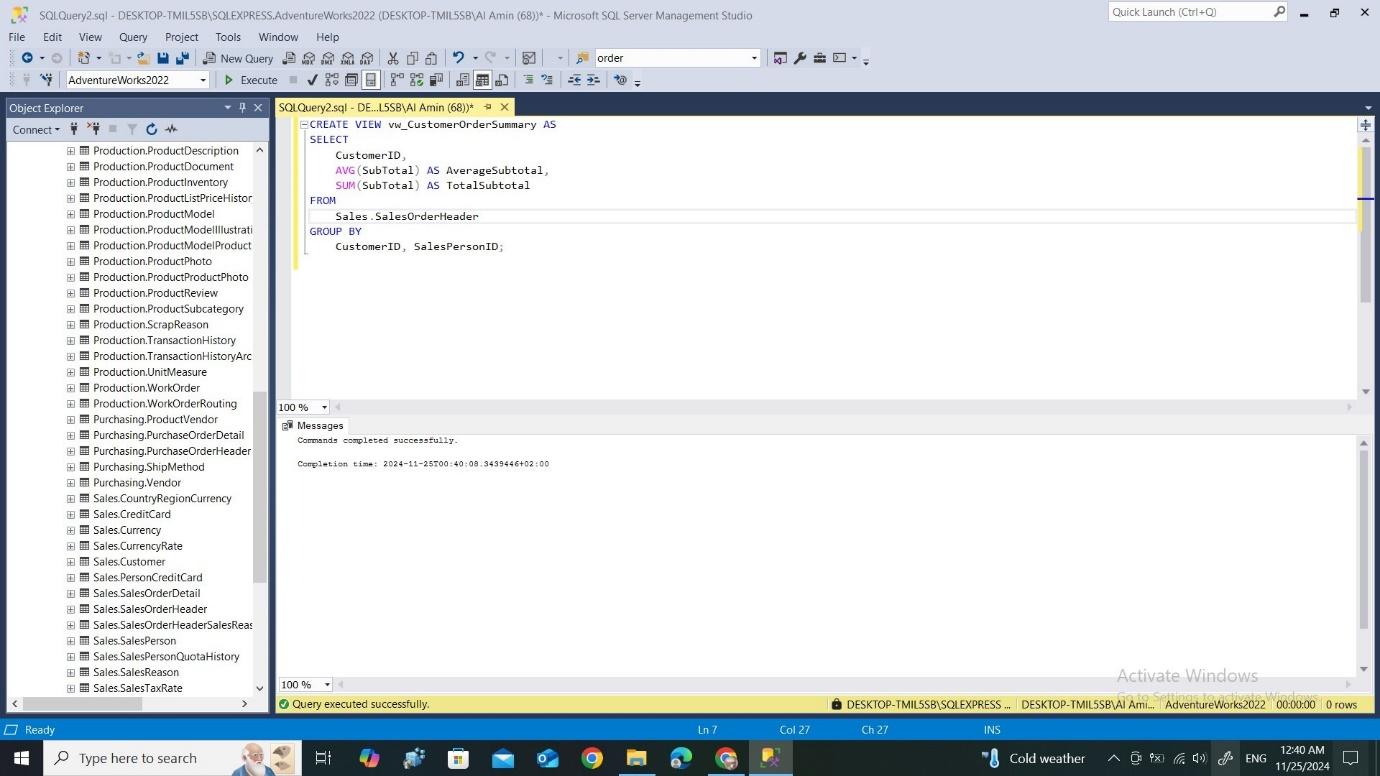 SQLQuery2.sql - DESKTOP-TMIL5SB\SQLEXPRESS.AdventureWorks2022 (DESKTOP-TMIL5SB\Al Amin (68))* - Microsoft SQL Server Management Studio
Quick Launch (Ctrl+Q)
File Edit View Query Project Tools Window Help
New Query
order
AdventureWorks2022
Execute
Object Explorer
SQLQuery2.sql - DE...L5SB\Al Amin (68))*
Connect
Production.ProductDescription
Production.ProductDocument
Production.ProductInventory
Production.ProductListPriceHistor
Production.ProductModel
Production.ProductModelIllustrati
Production.ProductModelProduct
Production.ProductPhoto
Production.ProductProductPhoto
Production.ProductReview
Production.ProductSubcategory
Production.ScrapReason
Production.TransactionHistory
Production.TransactionHistoryArc
Production.UnitMeasure
Production.WorkOrder
Production.WorkOrderRouting
Purchasing.ProductVendor
Purchasing.PurchaseOrderDetail
Purchasing.PurchaseOrderHeader
Purchasing.ShipMethod
Purchasing.Vendor
Sales.CountryRegionCurrency
Sales.CreditCard
Sales.Currency
Sales.CurrencyRate
Sales.Customer
Sales.PersonCreditCard
Sales.SalesOrderDetail
Sales.SalesOrderHeader
Sales.SalesOrderHeaderSalesReas
Sales.SalesPerson
Sales.SalesPersonQuotaHistory
Sales.SalesReason
Sales.SalesTaxRate
CREATE VIEW vw_CustomerOrderSummary AS
SELECT
CustomerID,
AVG(SubTotal) AS AverageSubtotal,
SUM(SubTotal) AS TotalSubtotal
FROM
Sales.SalesOrderHeader
GROUP BY
CustomerID, SalesPersonID;
100 %
Messages
Commands completed successfully.
Completion time: 2024-11-25T00:40:08.3439446+02:00
100 %
Activate Windows
Go to Settings to activate Windows.
Query executed successfully.
DESKTOP-TMIL5SB\SQLEXPRESS ...
DESKTOP-TMIL5SB\Al Ami...
AdventureWorks2022
00:00:00
0 rows
Ready
Ln 7
Col 27
Ch 27
INS
Type here to search
Cold weather
ENG
12:40 AM
11/25/2024